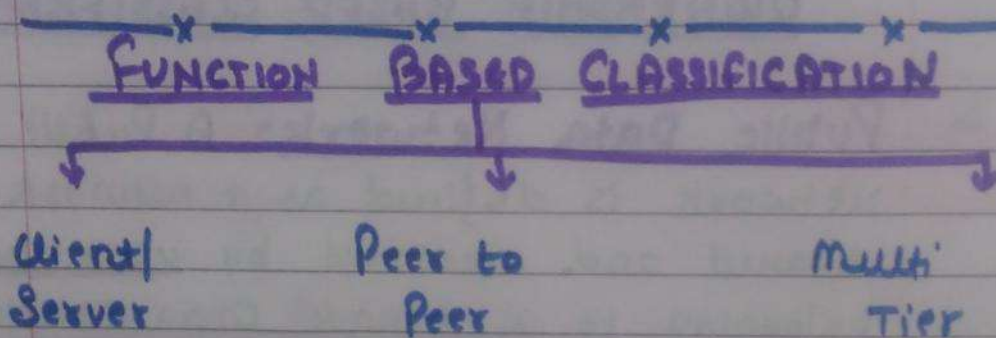 FUNCTION BASED CLASSIFICATION
Client/ Peer to Multi
Server Peer Tier